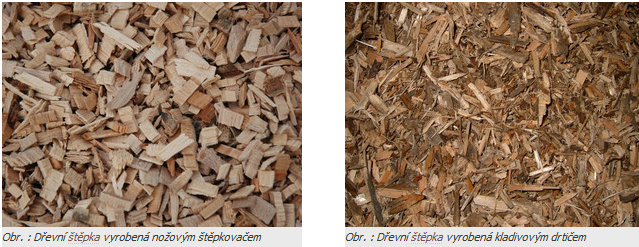 Obr. : Dřevní štěpka vyrobená nožovým štěpkovačem
Obr. : Dřevní štěpka vyrobená kladivovým drtičem